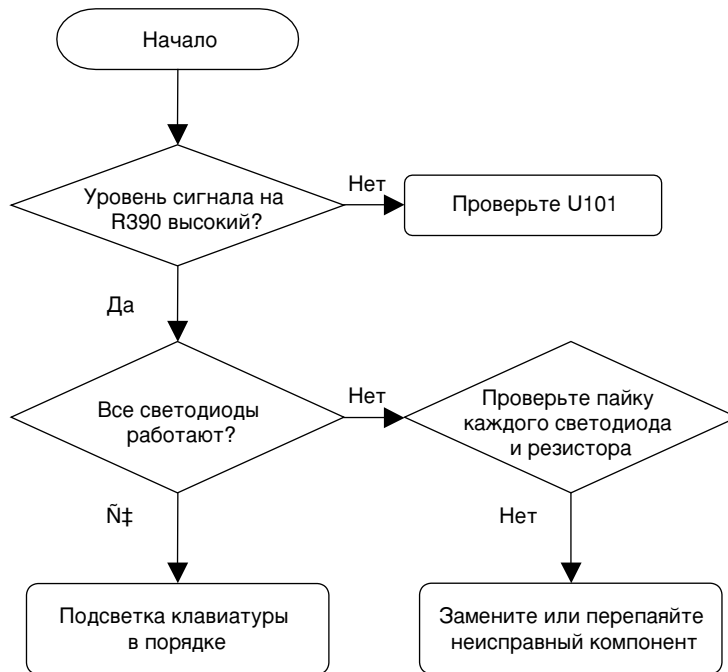 Начало
Уровень сигнала на
R390 высокий?
Нет
Проверьте U101
Да
Все светодиоды
работают?
Нет
Проверьте пайку
каждого светодиода
и резистора
Ñ‡
Нет
Подсветка клавиатуры
в порядке
Замените или перепаяйте
неисправный компонент